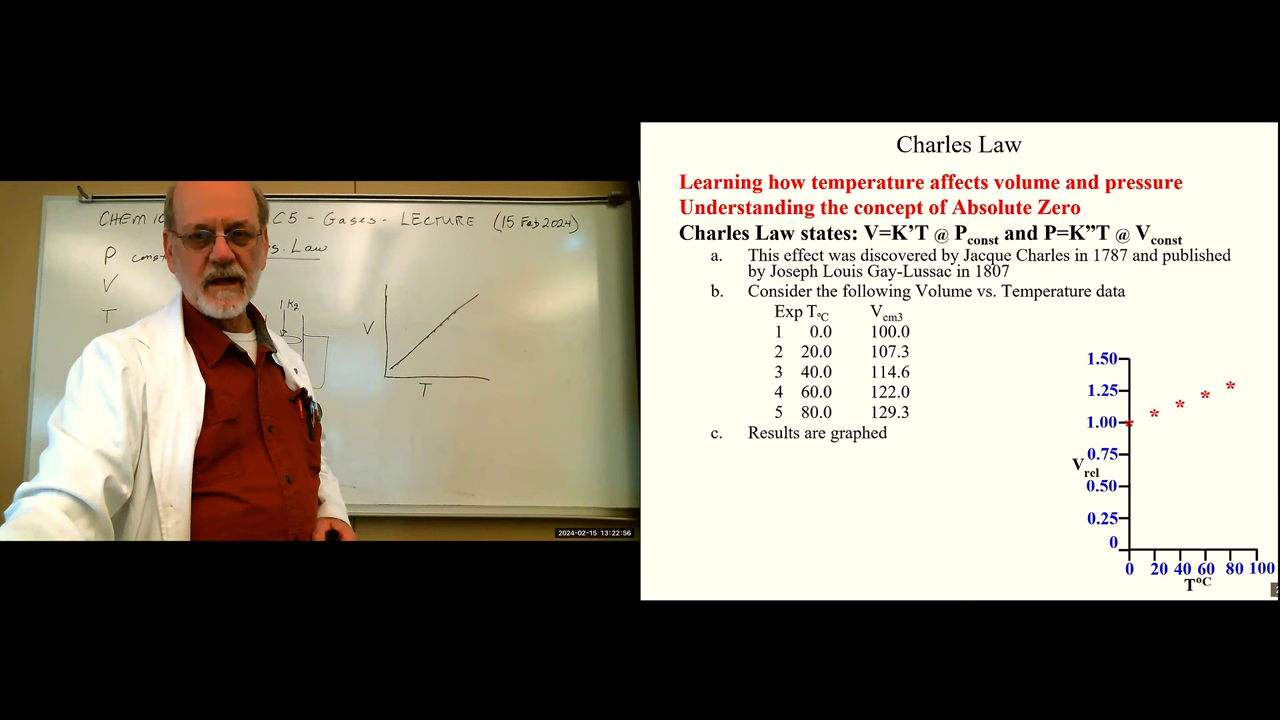 CHEM C5 - Gases - LECTURE (15 Feb 2024)
P const s. Law
V
T
K2
V
T
2024-02-15 13:22:56
Charles Law
Learning how temperature affects volume and pressure
Understanding the concept of Absolute Zero
Charles Law states: V=K’T @ Pconst and P=K”T @ Vconst
a. This effect was discovered by Jacque Charles in 1787 and published
by Joseph Louis Gay-Lussac in 1807
b. Consider the following Volume vs. Temperature data
Exp T°C Vcm3
1 0.0 100.0
2 20.0 107.3
3 40.0 114.6
4 60.0 122.0
5 80.0 129.3
c. Results are graphed
1.50
1.25
1.00
0.75
Vrel
0.50
0.25
0
0 20 40 60 80 100
T°C